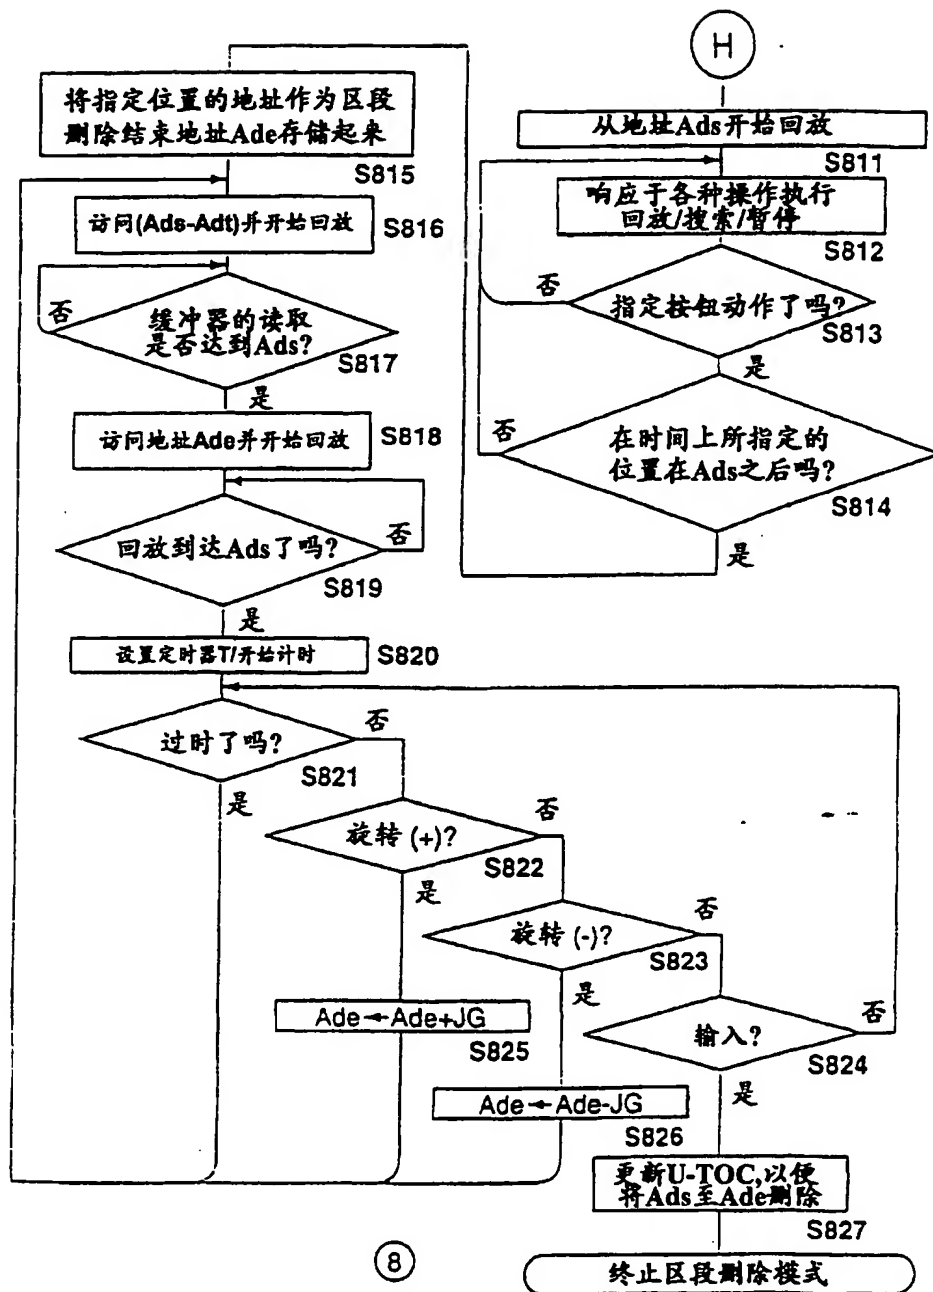 H
从地址Ads开始回放
S811
响应于各种操作执行
回放/搜索/暂停
S812
否
指定按钮动作了吗?
S813
是
否
在时间上所指定的
位置在Ads之后吗?
S814
是
将指定位置的地址作为区段
删除结束地址Ade存储起来
S815
访问(Ads-Adt)并开始回放
S816
否
缓冲器的读取
是否达到Ads?
S817
是
访问地址Ade并开始回放
S818
回放到达Ads了吗?
否
S819
是
设置定时器T/开始计时
S820
过时了吗?
否
S821
是
旋转 (+)?
否
S822
是
旋转 (-)?
否
S823
是
输入?
否
S824
是
Ade←Ade+JG
S825
Ade←Ade-JG
S826
更新U-TOC,以便
将Ads至Ade删除
S827
终止区段删除模式
8